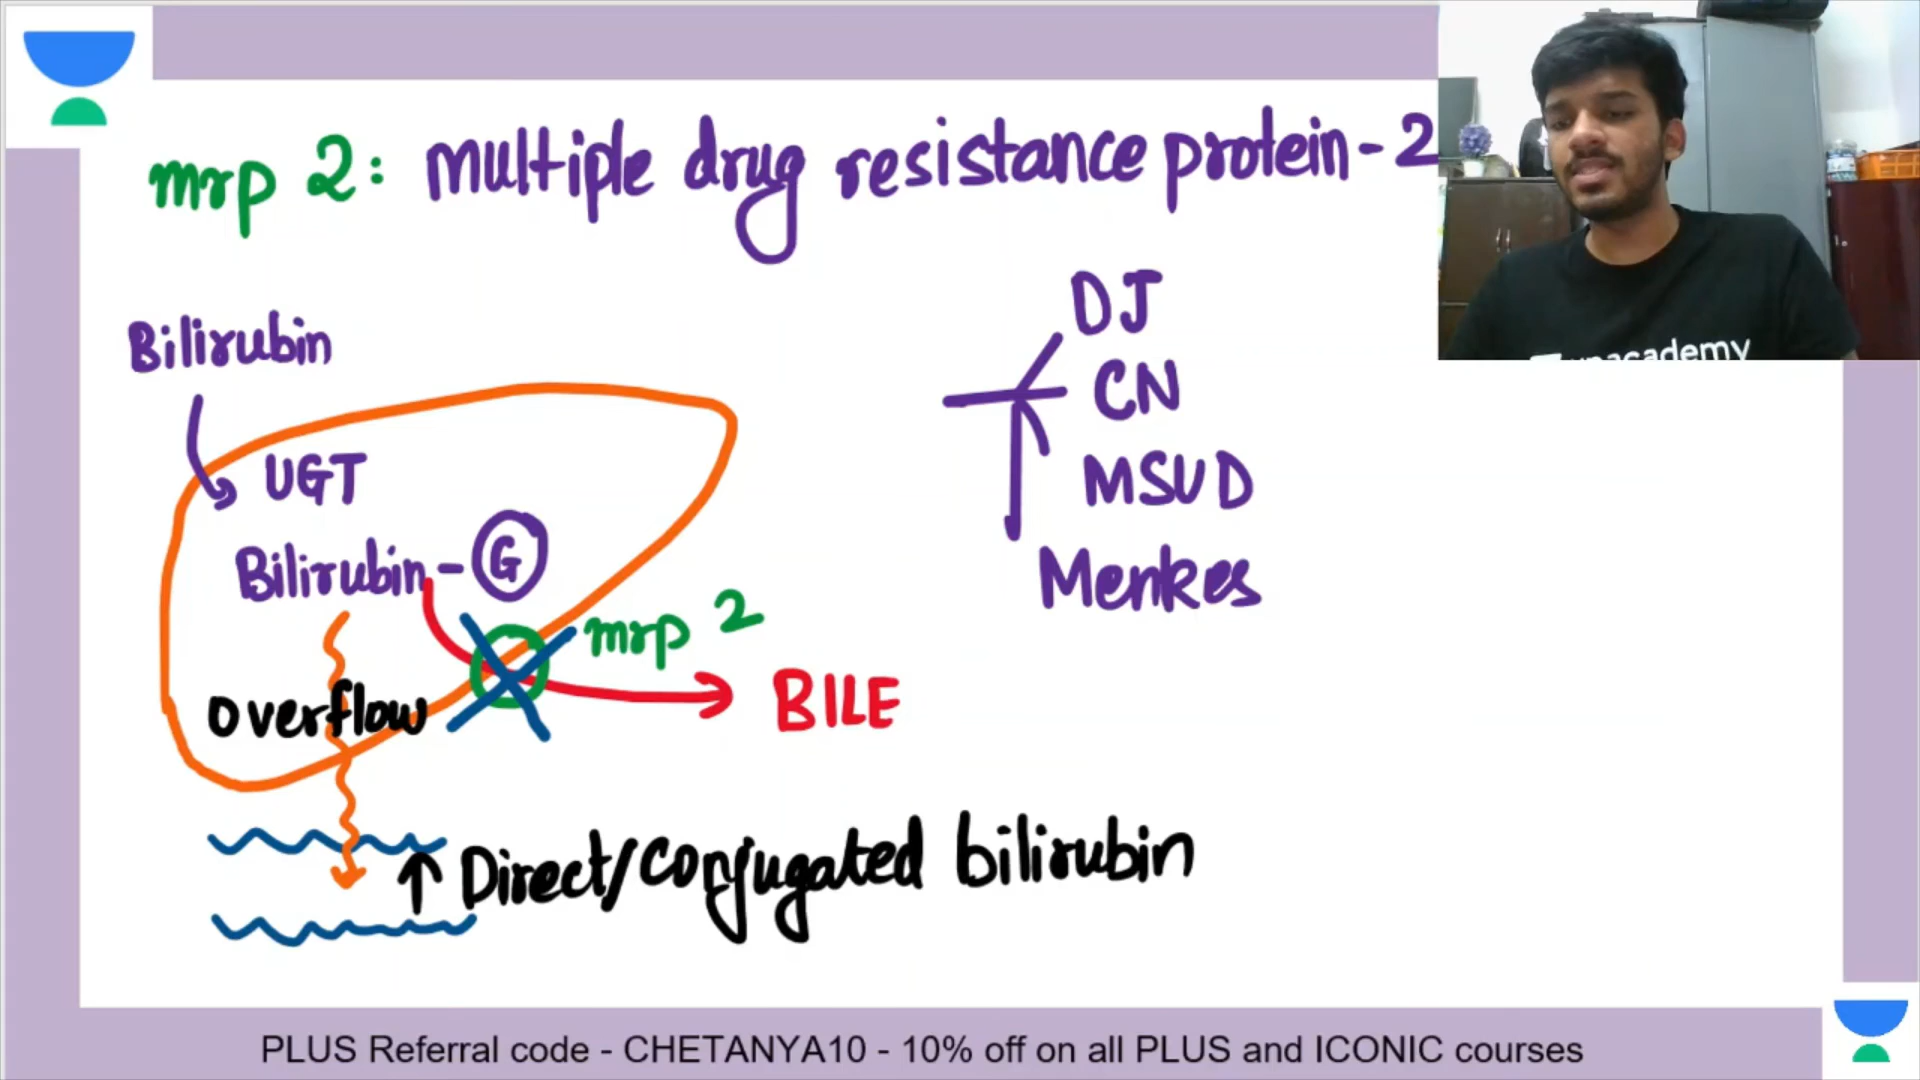 mrp 2: multiple drug resistance protein-2
Bilirubin
UGT
Bilirubin-G
mrp 2
BILE
Overflow
↑ Direct/conjugated bilirubin
DJ
CN
MSUD
Menkes
unacademy
PLUS Referral code - CHETANYA10 - 10% off on all PLUS and ICONIC courses